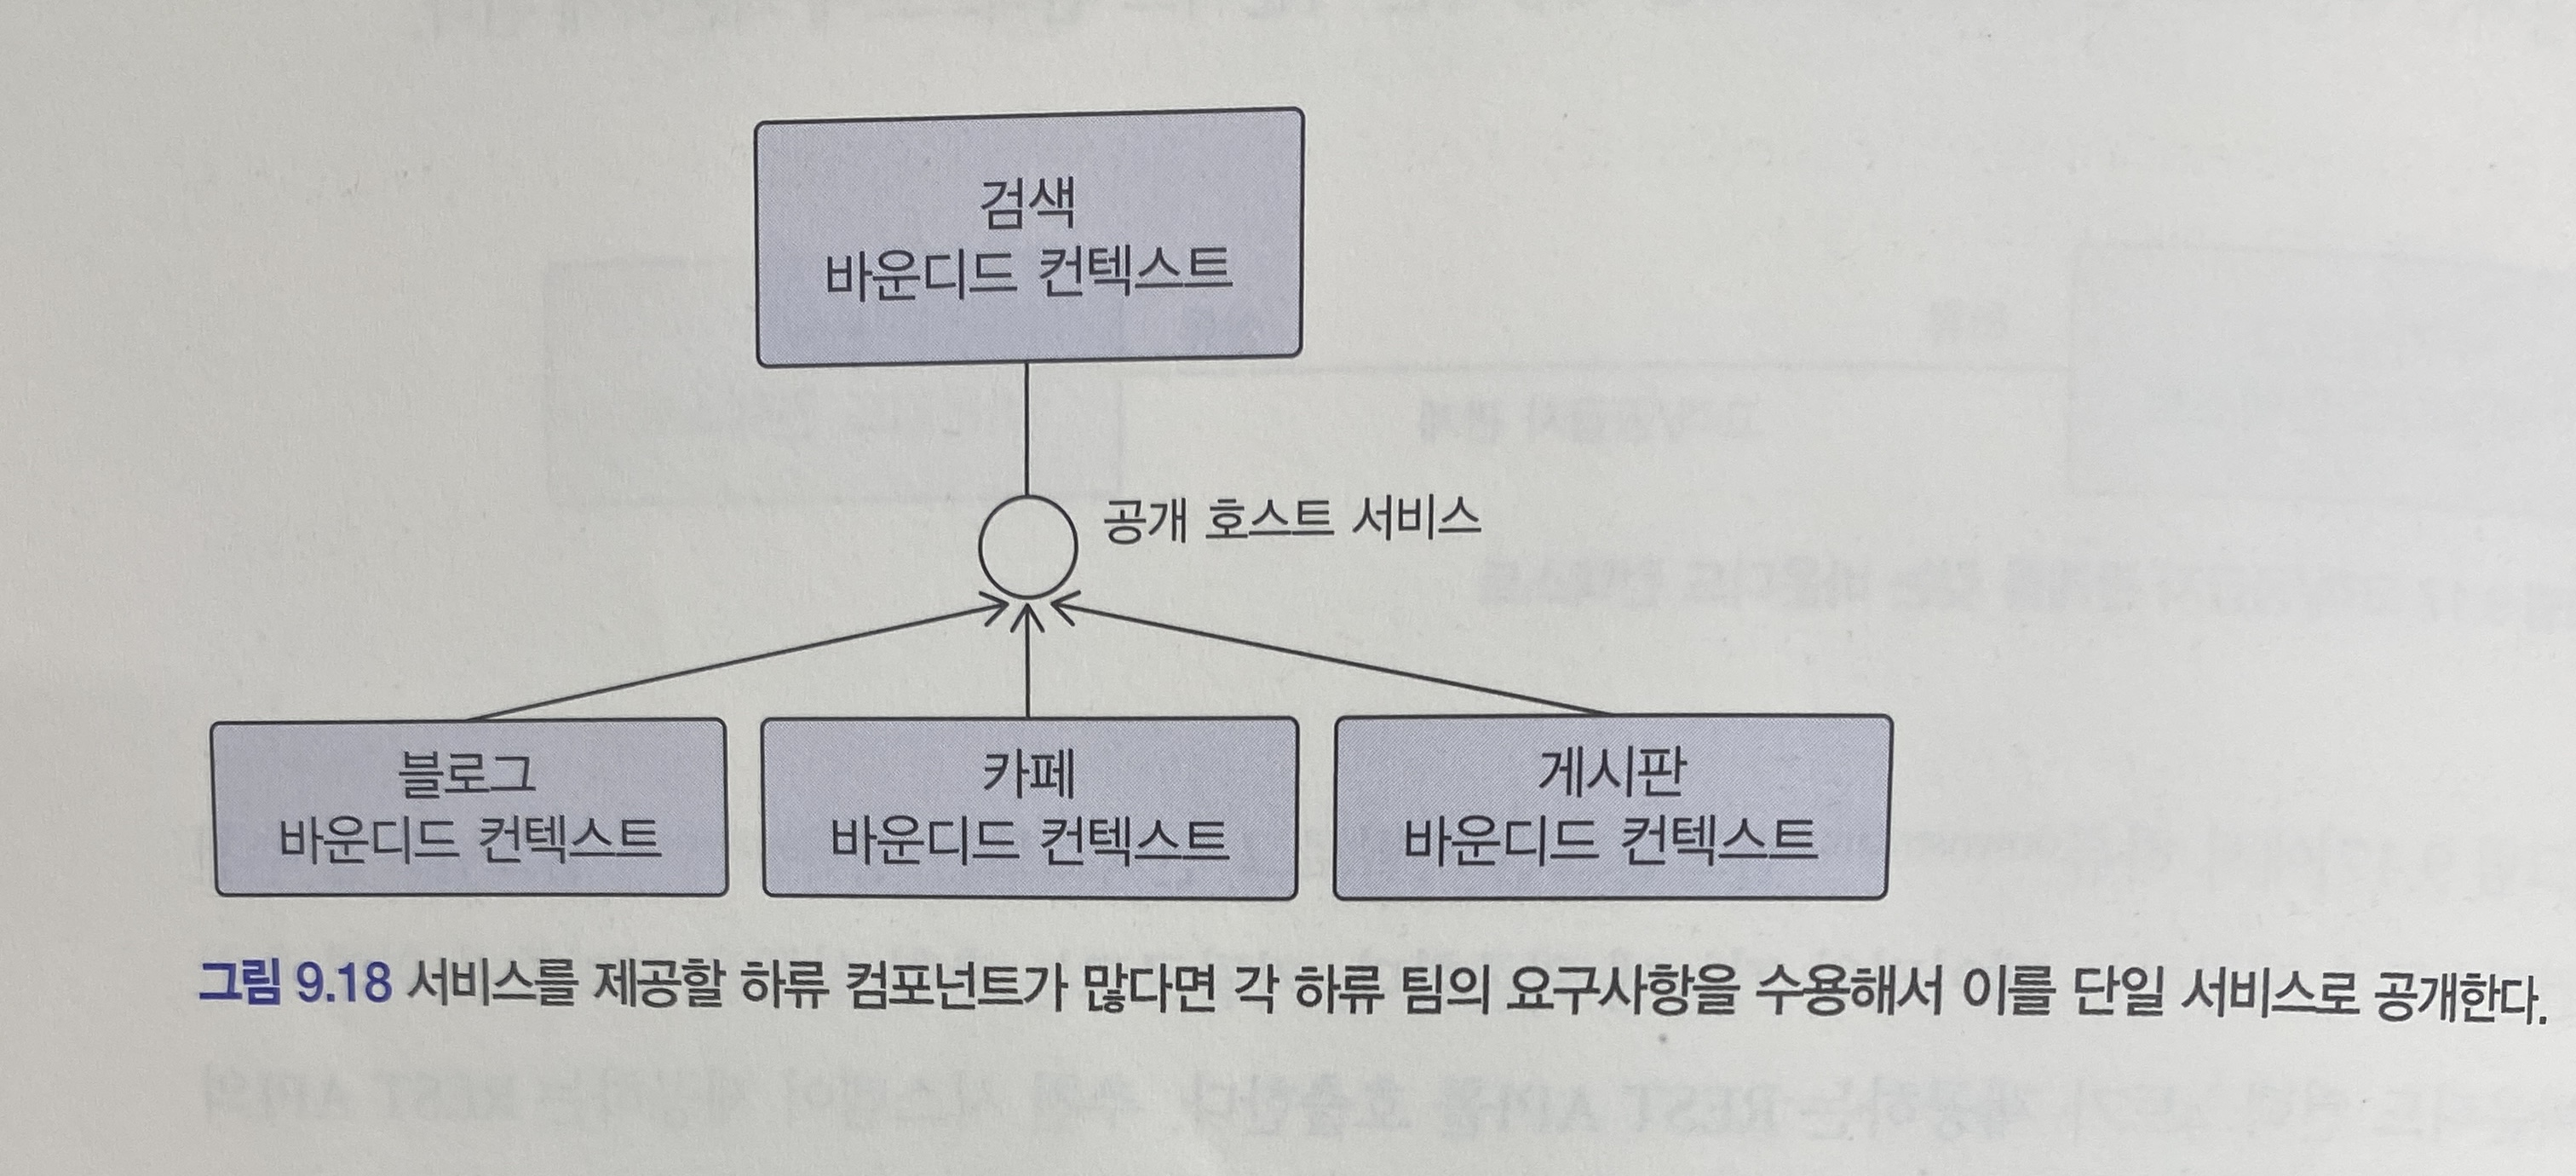 검색
바운디드 컨텍스트
공개 호스트 서비스
블로그
바운디드 컨텍스트
카페
바운디드 컨텍스트
게시판
바운디드 컨텍스트
그림 9.18 서비스를 제공할 하류 컴포넌트가 많다면 각 하류 팀의 요구사항을 수용해서 이를 단일 서비스로 공개한다.